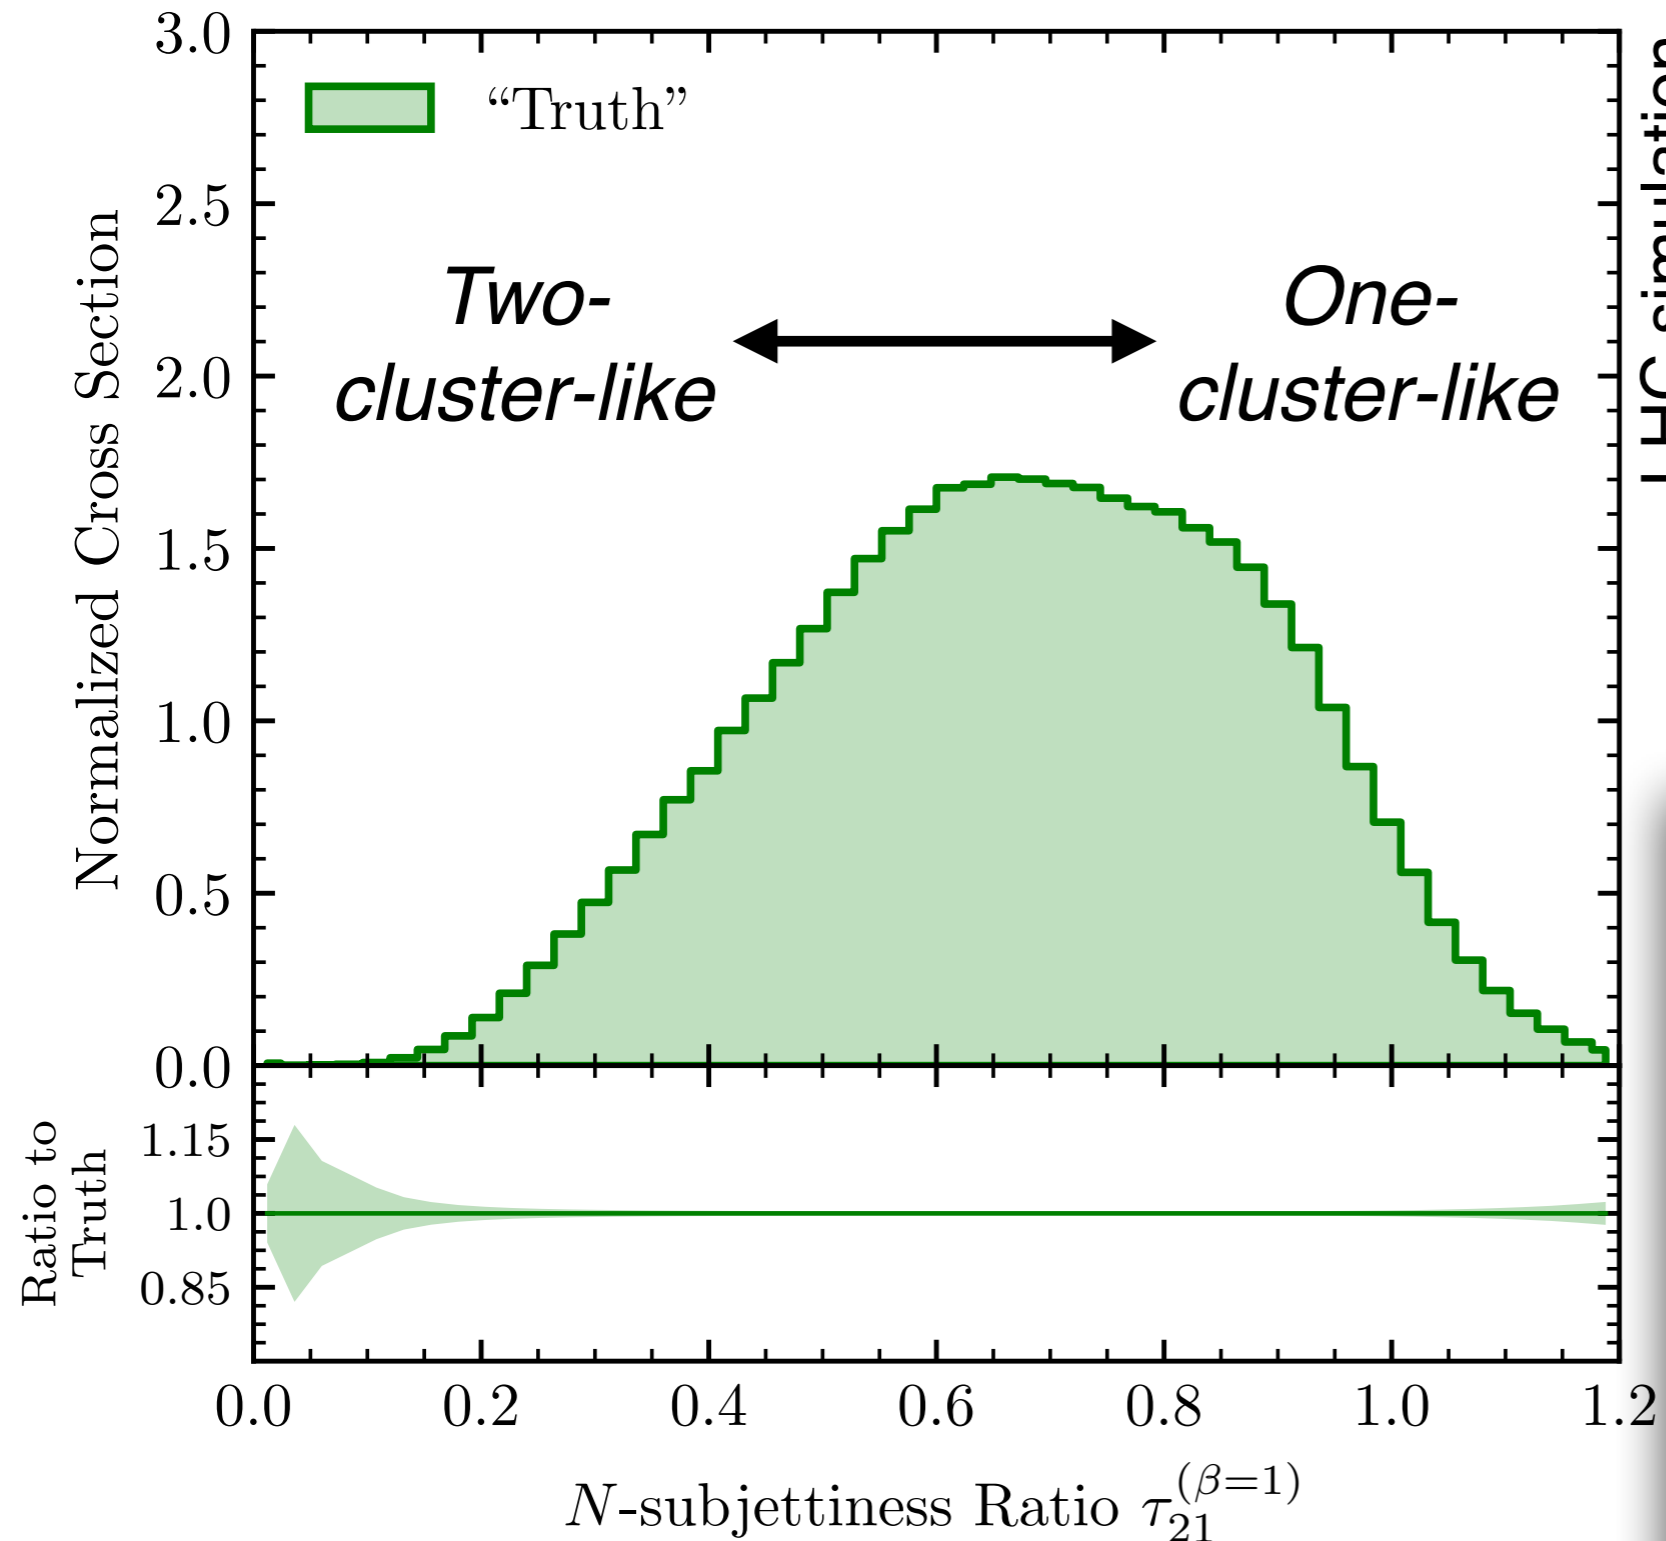 3.0
2.5
2.0
1.5
1.0
0.5
0.0
Normalized Cross Section
“Truth”
Two-
cluster-like
One-
cluster-like
simulation
1.15
1.0
0.85
Ratio to
Truth
0.0 0.2 0.4 0.6 0.8 1.0 1.2
N-subjettiness Ratio τ₂₁^(β=1)